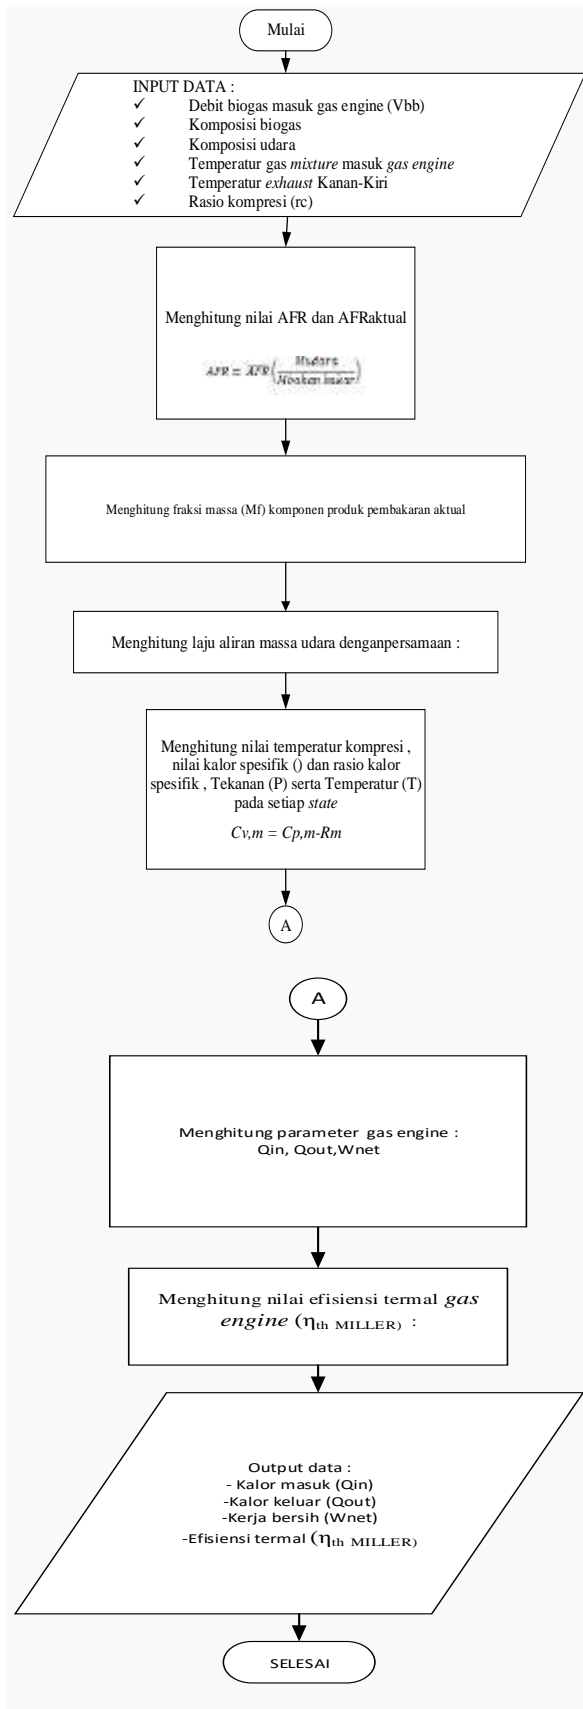 Mulai
INPUT DATA :
✓ Debit biogas masuk gas engine (Vbb)
✓ Komposisi biogas
✓ Komposisi udara
✓ Temperatur gas mixture masuk gas engine
✓ Temperatur exhaust Kanan-Kiri
✓ Rasio kompresi (rc)
Menghitung nilai AFR dan AFRaktual
AFR = AFR (Mudara / Mbahan bakar)
Menghitung fraksi massa (Mf) komponen produk pembakaran aktual
Menghitung laju aliran massa udara denganpersamaan :
Menghitung nilai temperatur kompresi ,
nilai kalor spesifik () dan rasio kalor
spesifik , Tekanan (P) serta Temperatur (T)
pada setiap state
Cv,m = Cp,m-Rm
A
A
Menghitung parameter gas engine :
Qin, Qout,Wnet
Menghitung nilai efisiensi termal gas
engine (ηth MILLER) :
Output data :
- Kalor masuk (Qin)
-Kalor keluar (Qout)
-Kerja bersih (Wnet)
-Efisiensi termal (ηth MILLER)
SELESAI